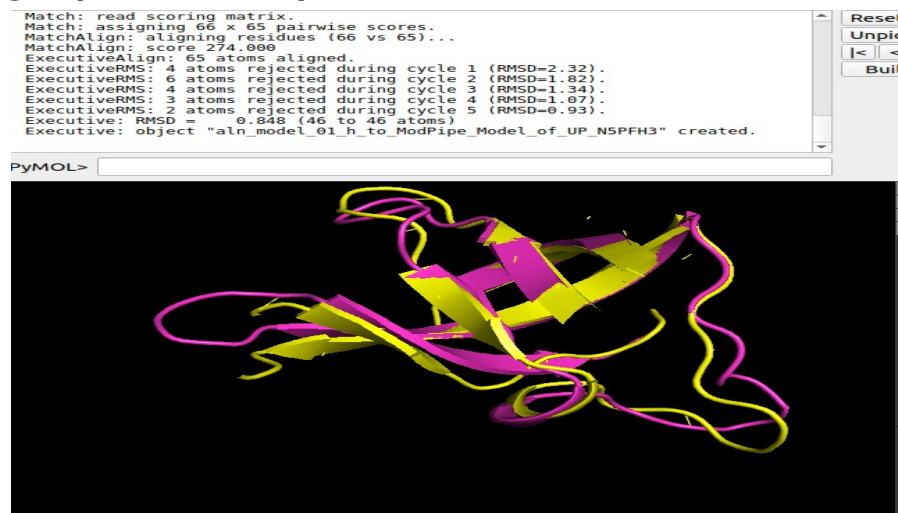 Match: read scoring matrix.
Match: assigning 66 x 65 pairwise scores.
MatchAlign: aligning residues (66 vs 65)...
MatchAlign: score 274.000
ExecutiveAlign: 65 atoms aligned.
ExecutiveRMS: 4 atoms rejected during cycle 1 (RMSD=2.32).
ExecutiveRMS: 6 atoms rejected during cycle 2 (RMSD=1.82).
ExecutiveRMS: 4 atoms rejected during cycle 3 (RMSD=1.34).
ExecutiveRMS: 3 atoms rejected during cycle 4 (RMSD=1.07).
ExecutiveRMS: 2 atoms rejected during cycle 5 (RMSD=0.93).
Executive: RMSD = 0.848 (46 to 46 atoms)
Executive: object "aln_model_01_h_to_ModPipe_Model_of_UP_N5PFH3" created.
PyMOL>
Reset
Unpic
|< <
Buil